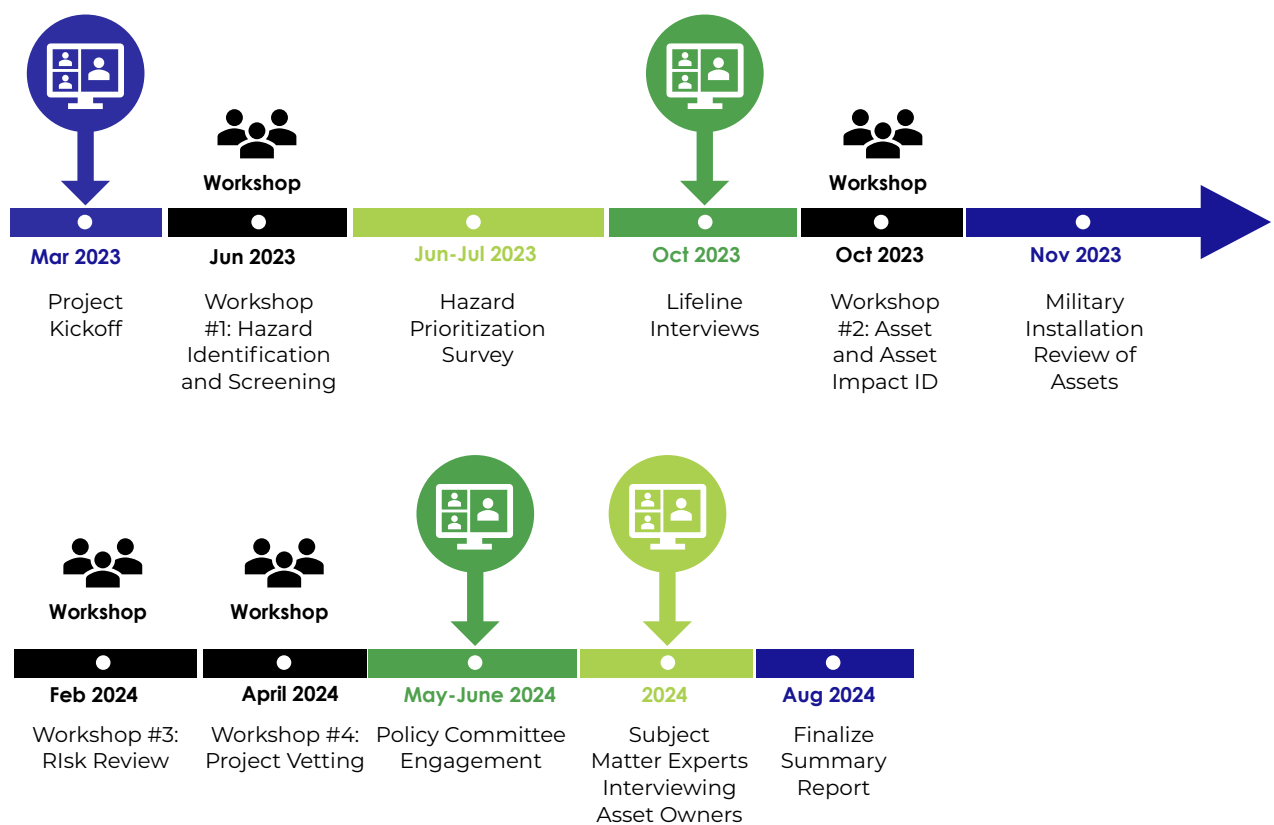 Workshop
Workshop
Mar 2023
Jun 2023
Jun-Jul 2023
Oct 2023
Oct 2023
Nov 2023
Project
Kickoff
Workshop
#1: Hazard
Identification
and Screening
Hazard
Prioritization
Survey
Lifeline
Interviews
Workshop
#2: Asset
and Asset
Impact ID
Military
Installation
Review of
Assets
Workshop
Workshop
Feb 2024
April 2024
May-June 2024
2024
Aug 2024
Workshop #3:
RIsk Review
Workshop #4:
Project Vetting
Policy Committee
Engagement
Subject
Matter Experts
Interviewing
Asset Owners
Finalize
Summary
Report